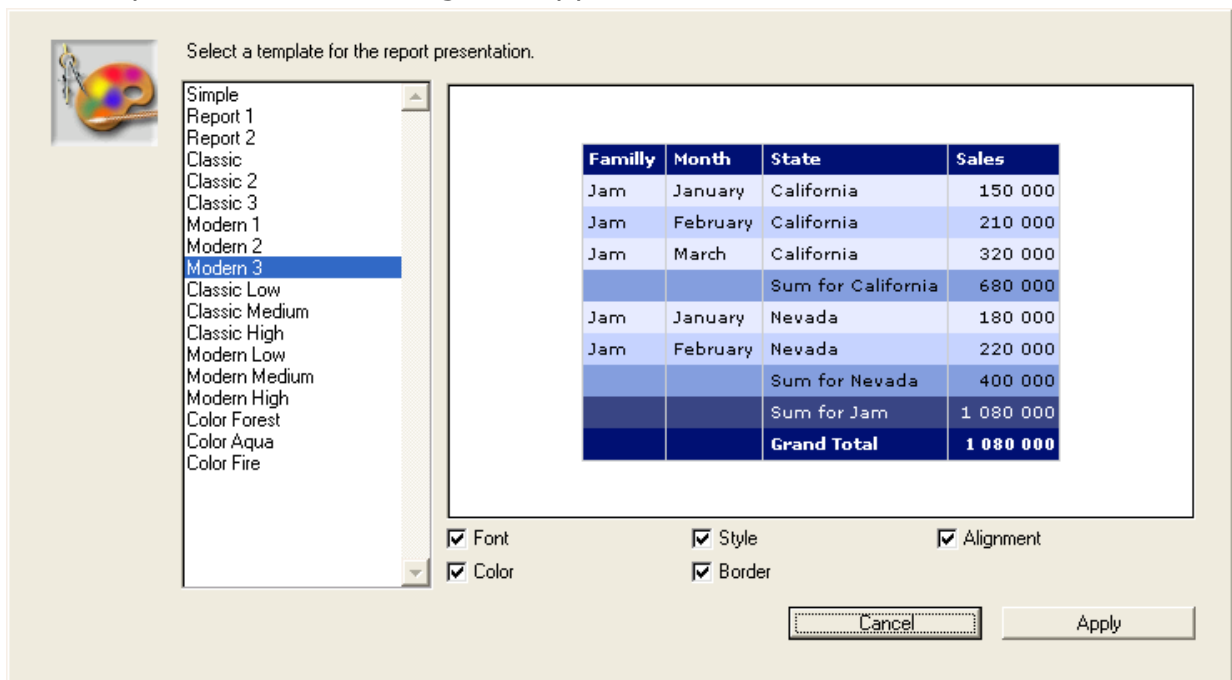 Select a template for the report presentation.
Simple
Report 1
Report 2
Classic
Classic 2
Classic 3
Modern 1
Modern 2
Modern 3
Classic Low
Classic Medium
Classic High
Modern Low
Modern Medium
Modern High
Color Forest
Color Aqua
Color Fire
Familly Month State Sales
Jam January California 150 000
Jam February California 210 000
Jam March California 320 000
Sum for California 680 000
Jam January Nevada 180 000
Jam February Nevada 220 000
Sum for Nevada 400 000
Sum for Jam 1 080 000
Grand Total 1 080 000
Font Style Alignment
Color Border
Cancel Apply